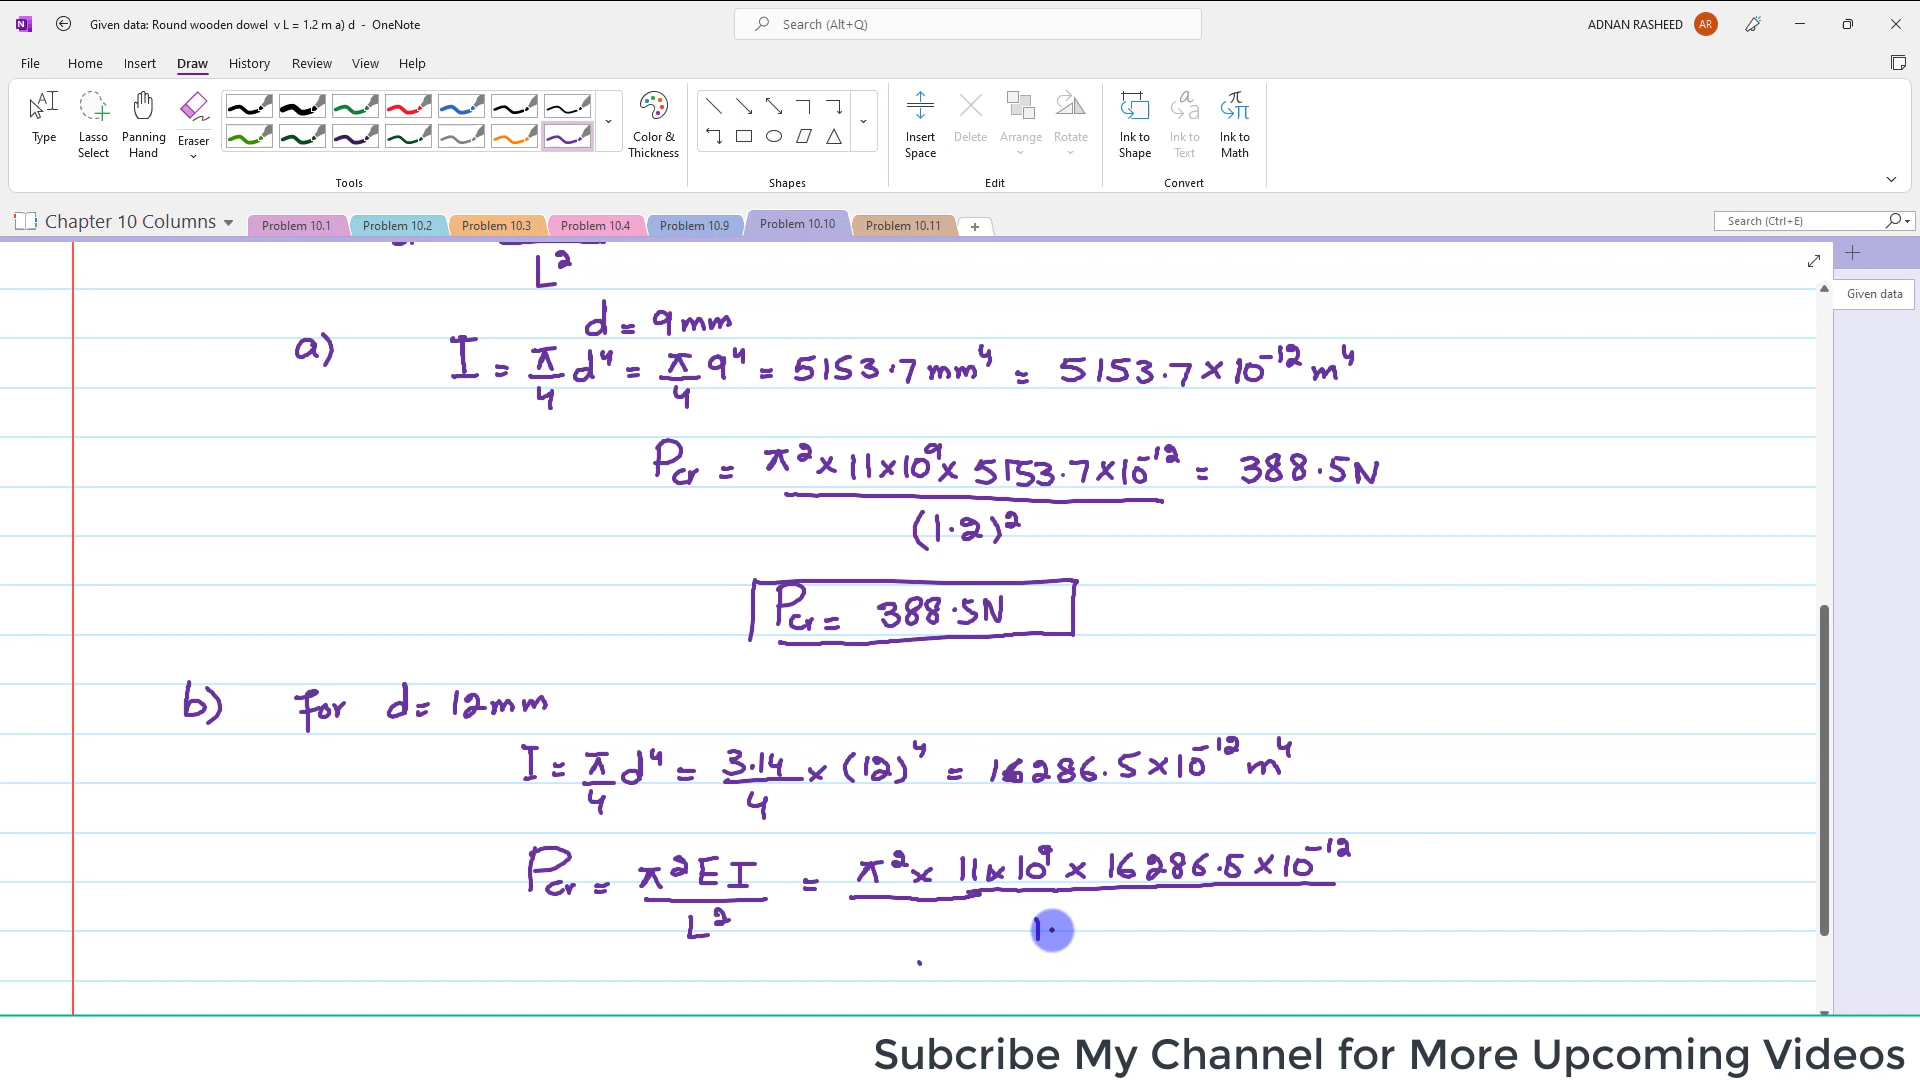 Given data: Round wooden dowel v L = 1.2 m a) d - OneNote
Search (Alt+Q)
ADNAN RASHEED AR
File Home Insert Draw History Review View Help
Type Lasso Select Panning Hand Eraser
Color & Thickness
Insert Space Delete Arrange Rotate
Ink to Shape Ink to Text Ink to Math
Tools Shapes Edit Convert
Chapter 10 Columns Problem 10.1 Problem 10.2 Problem 10.3 Problem 10.4 Problem 10.9 Problem 10.10 Problem 10.11 +
Search (Ctrl+E)
Given data
L²
d = 9mm
a) I = π/4 d⁴ = π/4 9⁴ = 5153.7 mm⁴ = 5153.7 × 10⁻¹² m⁴
Pcr = π² × 11 × 10⁹ × 5153.7 × 10⁻¹² = 388.5N
(1.2)²
Pcr = 388.5N
b) For d = 12mm
I = π/4 d⁴ = 3.14/4 × (12)⁴ = 16286.5 × 10⁻¹² m⁴
Pcr = π² E I = π² × 11 × 10⁹ × 16286.5 × 10⁻¹²
L² 1.
Subcribe My Channel for More Upcoming Videos